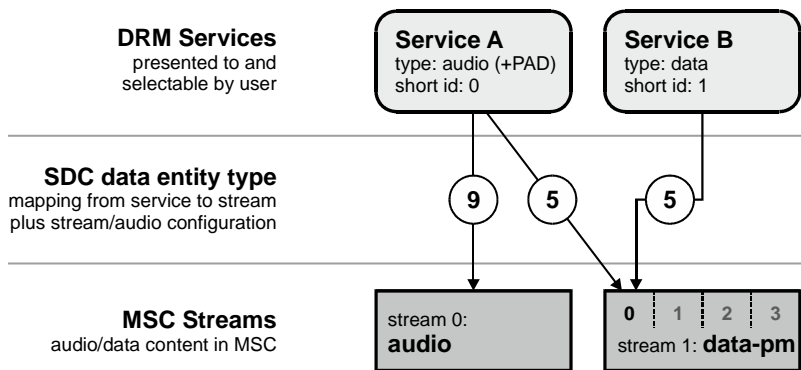 DRM Services
presented to and
selectable by user
Service A
type: audio (+PAD)
short id: 0
Service B
type: data
short id: 1
SDC data entity type
mapping from service to stream
plus stream/audio configuration
9
5
5
MSC Streams
audio/data content in MSC
stream 0:
audio
0 1 2 3
stream 1: data-pm